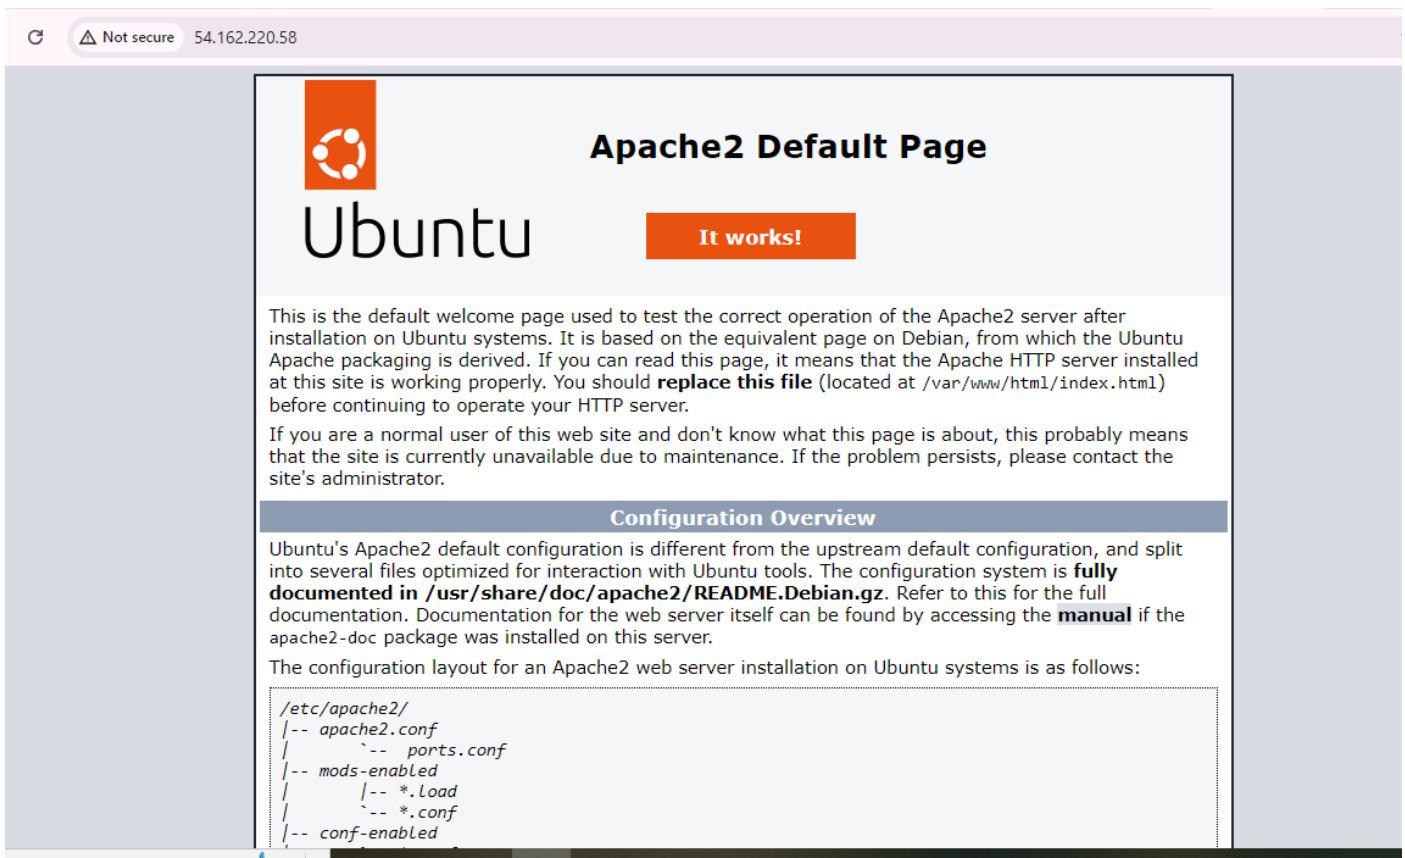 Not secure 54.162.220.58
Apache2 Default Page
Ubuntu
It works!
This is the default welcome page used to test the correct operation of the Apache2 server after
installation on Ubuntu systems. It is based on the equivalent page on Debian, from which the Ubuntu
Apache packaging is derived. If you can read this page, it means that the Apache HTTP server installed
at this site is working properly. You should replace this file (located at /var/www/html/index.html)
before continuing to operate your HTTP server.
If you are a normal user of this web site and don't know what this page is about, this probably means
that the site is currently unavailable due to maintenance. If the problem persists, please contact the
site's administrator.
Configuration Overview
Ubuntu's Apache2 default configuration is different from the upstream default configuration, and split
into several files optimized for interaction with Ubuntu tools. The configuration system is fully
documented in /usr/share/doc/apache2/README.Debian.gz. Refer to this for the full
documentation. Documentation for the web server itself can be found by accessing the manual if the
apache2-doc package was installed on this server.
The configuration layout for an Apache2 web server installation on Ubuntu systems is as follows:
/etc/apache2/
|-- apache2.conf
|       `--  ports.conf
|-- mods-enabled
|       |-- *.load
|       `-- *.conf
|-- conf-enabled